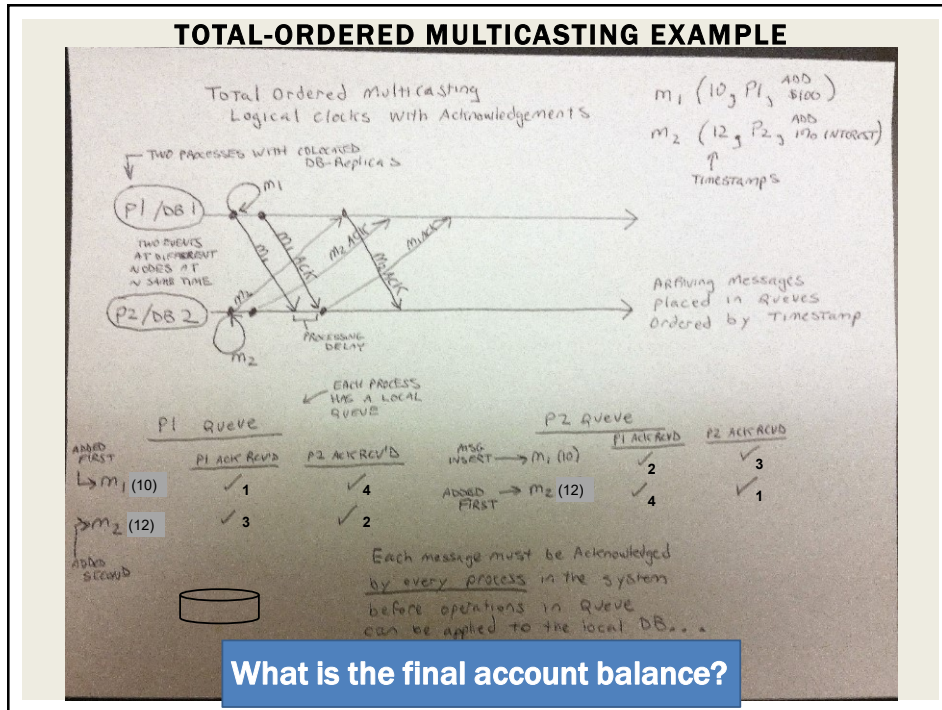 TOTAL-ORDERED MULTICASTING EXAMPLE
Total Ordered Multicasting
Logical Clocks with Acknowledgements
m₁ (10, P1, ADD $100)
m₂ (12, P2, ADD 1% INTEREST)
TIMESTAMPS
TWO PROCESSES WITH COLOCATED
DB-Replicas
m₁
P1/DB1
TWO EVENTS
AT DIFFERENT
NODES AT
~ SAME TIME
m₁
m₁ ACK
m₂
m₂ ACK
m₂ ACK
m₁ ACK
P2/DB2
m₂
PROCESSING
DELAY
Arriving Messages
placed in Queues
Ordered by Timestamp
EACH PROCESS
HAS A LOCAL
QUEUE
P1 Queue
P1 ACK RCV'D P2 ACK RCV'D
ADDED
FIRST
m₁ (10) ✓ 1 ✓ 4
m₂ (12) ✓ 3 ✓ 2
ADDED
SECOND
P2 Queue
P1 ACK RCVD P2 ACK RCVD
MSG
INSERT → m₁ (10) ✓ 2 ✓ 3
ADDED
FIRST → m₂ (12) ✓ 4 ✓ 1
Each message must be Acknowledged
by every process in the system
before operations in Queue
can be applied to the local DB...
What is the final account balance?